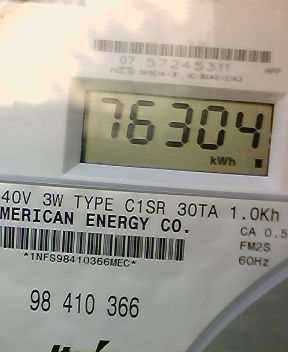 07 57245311
76304
kWh
40V 3W TYPE C1SR 30TA 1.0Kh
MERICAN ENERGY CO.
CA 0.5
FM2S
*1NFS98410366MEC*
60Hz
98 410 366